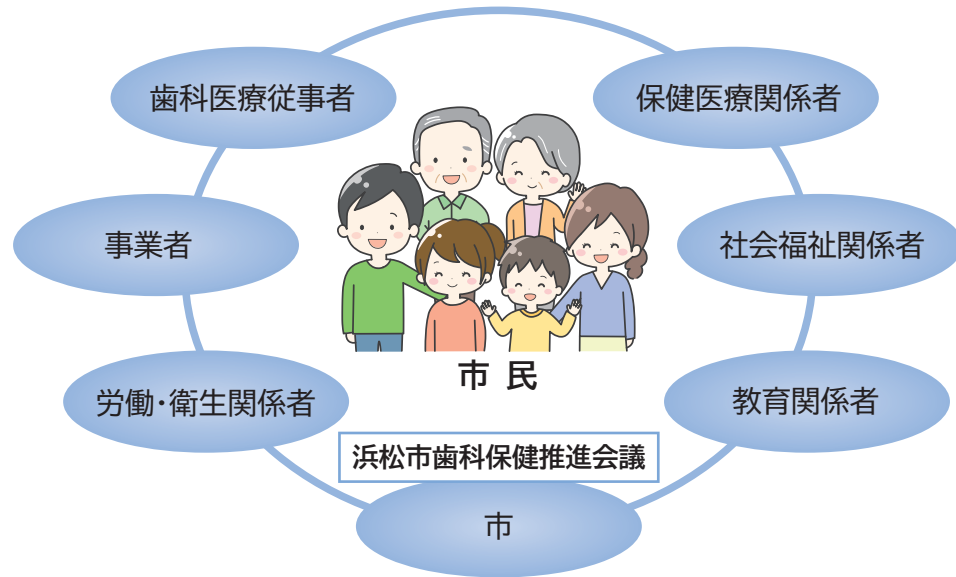 歯科医療従事者
保健医療関係者
事業者
社会福祉関係者
市民
労働・衛生関係者
教育関係者
浜松市歯科保健推進会議
市